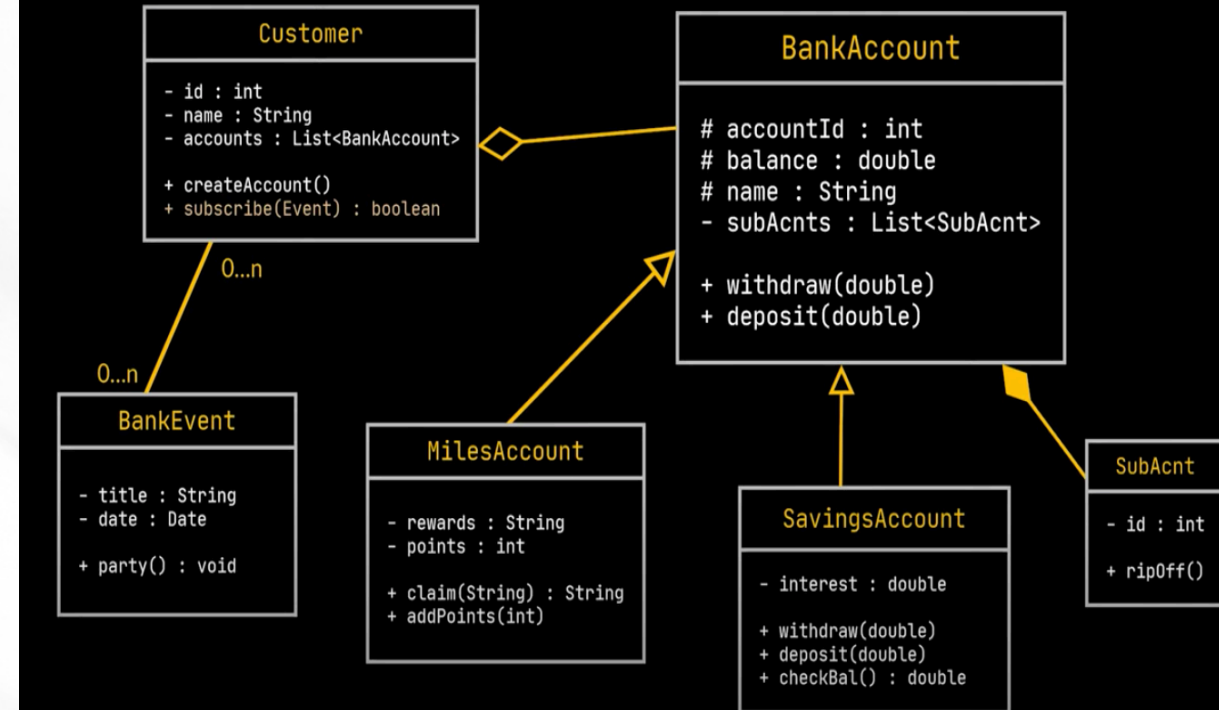 Customer
- id : int
- name : String
- accounts : List<BankAccount>
+ createAccount()
+ subscribe(Event) : boolean
BankAccount
# accountId : int
# balance : double
# name : String
- subAcnts : List<SubAcnt>
+ withdraw(double)
+ deposit(double)
0...n
0...n
BankEvent
- title : String
- date : Date
+ party() : void
MilesAccount
- rewards : String
- points : int
+ claim(String) : String
+ addPoints(int)
SavingsAccount
- interest : double
+ withdraw(double)
+ deposit(double)
+ checkBal() : double
SubAcnt
- id : int
+ ripOff()